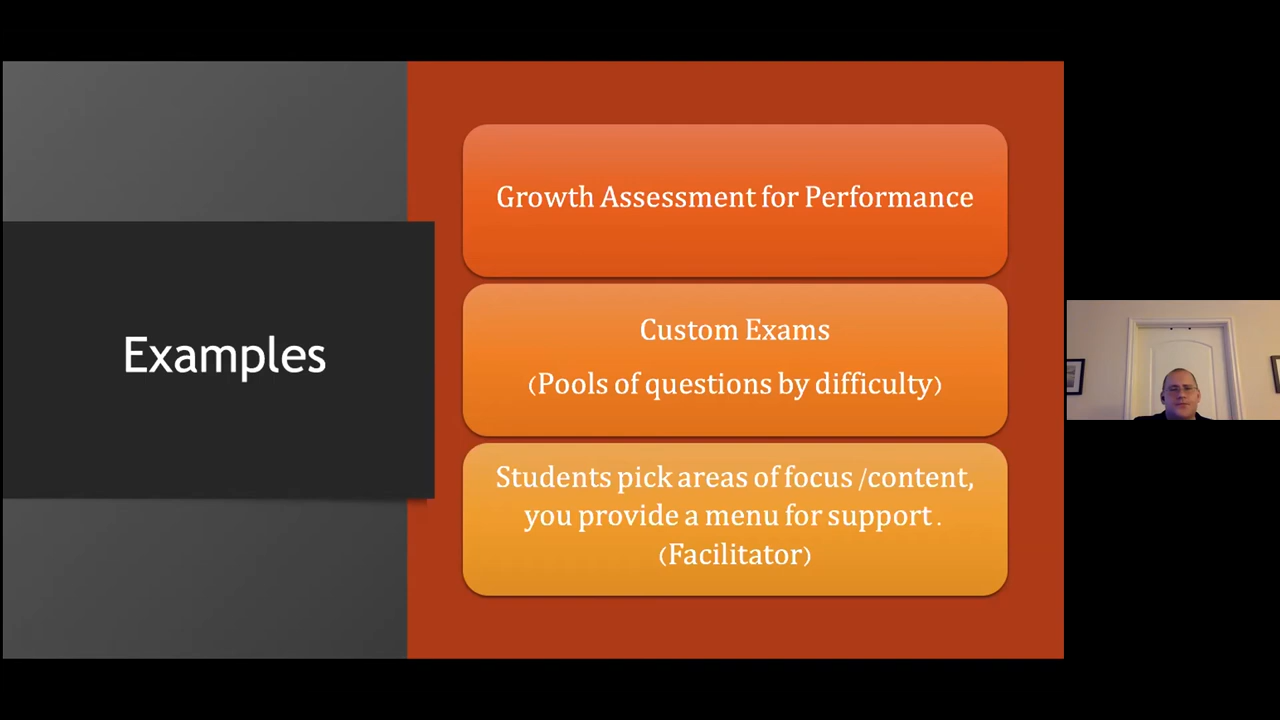 Examples
Growth Assessment for Performance
Custom Exams
(Pools of questions by difficulty)
Students pick areas of focus /content,
you provide a menu for support .
(Facilitator)